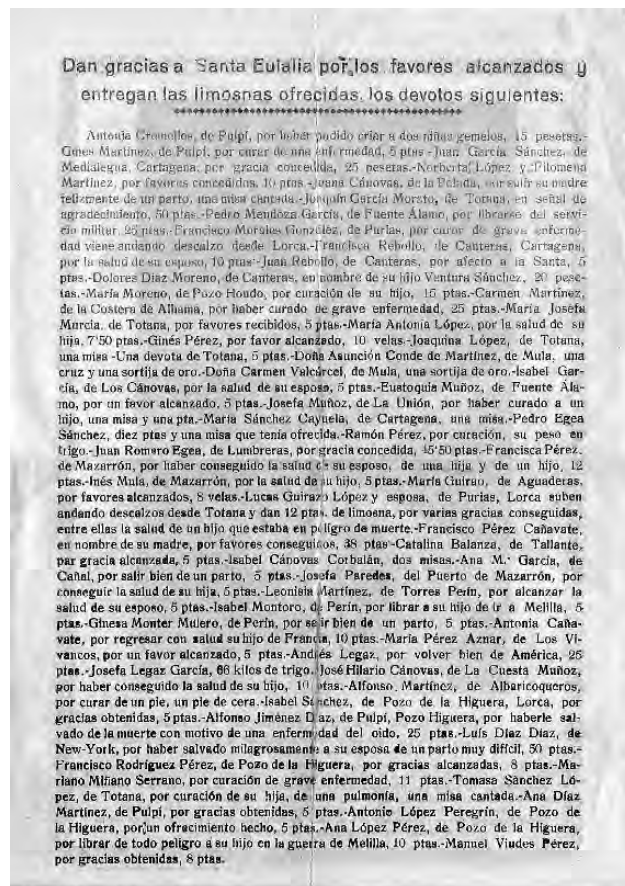 Dan gracias a Santa Eulalia por los favores alcanzados y
entregan las limosnas ofrecidas, los devotos siguientes:
Antonia de Pulpí, por haber podido criar a dos niñas gemelas, 15 pesetas.-
Gines Martínez, de Pulpí, por curar de una enfermedad, 5 ptas.-Juan García Sánchez, de
Medialegua, Cartagena, por gracia concedida, 25 pesetas.-Norberta López y Filomena
Martínez, por favores concedidos, 10 ptas.-Juana Cánovas, de la por salir su madre
felizmente de un parto, una misa cantada.-Joaquín García Morato, de Totana, en señal de
agradecimiento, 50 ptas.-Pedro Mendoza García, de Fuente Álamo, por librarse del servi-
cio militar, 25 ptas.-Francisco Morales González, de Purias, por curar de grave enferme-
dad viene andando descalzo desde Lorca.-Francisca Rebollo, de Canteras, Cartagena,
por la salud de su esposo, 10 ptas.-Juan Rebollo, de Canteras, por afecto a la Santa, 5
ptas.-Dolores Díaz Moreno, de Canteras, en nombre de su hijo Ventura Sánchez, 20 pese-
tas.-María Moreno, de Pozo Hondo, por curación de su hijo, 15 ptas.-Carmen Martínez,
de la Costera de Alhama, por haber curado de grave enfermedad, 25 ptas.-María Josefa
Murcia, de Totana, por favores recibidos, 5 ptas.-María Antonia López, por la salud de su
hija, 7'50 ptas.-Ginés Pérez, por favor alcanzado, 10 velas.-Joaquina López, de Totana,
una misa -Una devota de Totana, 5 ptas.-Doña Asunción Conde de Martínez, de Mula, una
cruz y una sortija de oro.-Doña Carmen Valcárcel, de Mula, una sortija de oro.-Isabel Gar-
cía, de Los Cánovas, por la salud de su esposo, 5 ptas.-Eustoquia Muñoz, de Fuente Ála-
mo, por un favor alcanzado, 5 ptas.-Josefa Muñoz, de La Unión, por haber curado a un
hijo, una misa y una pta.-María Sánchez Cayuela, de Cartagena, una misa.-Pedro Egea
Sánchez, diez ptas y una misa que tenía ofrecida.-Ramón Pérez, por curación, su peso en
trigo.-Juan Romero Egea, de Lumbreras, por gracia concedida, 45'50 ptas.-Francisca Pérez,
de Mazarrón, por haber conseguido la salud de su esposo, de una hija y de un hijo, 12
ptas.-Inés Mula, de Mazarrón, por la salud de su hijo, 5 ptas.-María Guirao, de Aguaderas,
por favores alcanzados, 8 velas.-Lucas Guirazo López y esposa, de Purias, Lorca suben
andando descalzos desde Totana y dan 12 ptas. de limosna, por varias gracias conseguidas,
entre ellas la salud de un hijo que estaba en peligro de muerte.-Francisco Pérez Cañavate,
en nombre de su madre, por favores conseguidos, 38 ptas-Catalina Balanza, de Tallante,
par gracia alcanzada, 5 ptas.-Isabel Cánovas Corbalán, dos misas.-Ana M.ª García, de
Cañal, por salir bien de un parto, 5 ptas.-Josefa Paredes, del Puerto de Mazarrón, por
conseguir la salud de su hija, 5 ptas.-Leonisia Martínez, de Torres Perín, por alcanzar la
salud de su esposo, 5 ptas.-Isabel Montoro, de Perín, por librar a su hijo de ir a Melilla, 5
ptas.-Ginesa Monter Mulero, de Perín, por salir bien de un parto, 5 ptas.-Antonia Caña-
vate, por regresar con salud su hijo de Francia, 10 ptas.-María Pérez Aznar, de Los Vi-
vancos, por un favor alcanzado, 5 ptas.-Andrés Legaz, por volver bien de América, 25
ptas.-Josefa Legaz García, 66 kilos de trigo. José Hilario Cánovas, de La Cuesta Muñoz,
por haber conseguido la salud de su hijo, 10 ptas.-Alfonso Martínez, de Albaricoqueros,
por curar de un pie, un pie de cera.-Isabel Sánchez, de Pozo de la Higuera, Lorca, por
gracias obtenidas, 5 ptas.-Alfonso Jiménez Díaz, de Pulpí, Pozo Higuera, por haberle sal-
vado de la muerte con motivo de una enfermedad del oido, 25 ptas.-Luís Díaz Díaz, de
New-York, por haber salvado milagrosamente a su esposa de un parto muy difícil, 50 ptas.-
Francisco Rodríguez Pérez, de Pozo de la Higuera, por gracias alcanzadas, 8 ptas.-Ma-
riano Miñano Serrano, por curación de grave enfermedad, 11 ptas.-Tomasa Sánchez Ló-
pez, de Totana, por curación de su hija, de una pulmonía, una misa cantada.-Ana Díaz
Martínez, de Pulpí, por gracias obtenidas, 5 ptas.-Antonio López Peregrín, de Pozo de
la Higuera, por un ofrecimiento hecho, 5 ptas.-Ana López Pérez, de Pozo de la Higuera,
por librar de todo peligro a su hijo en la guerra de Melilla, 10 ptas.-Manuel Viudes Pérez,
por gracias obtenidas, 8 ptas.